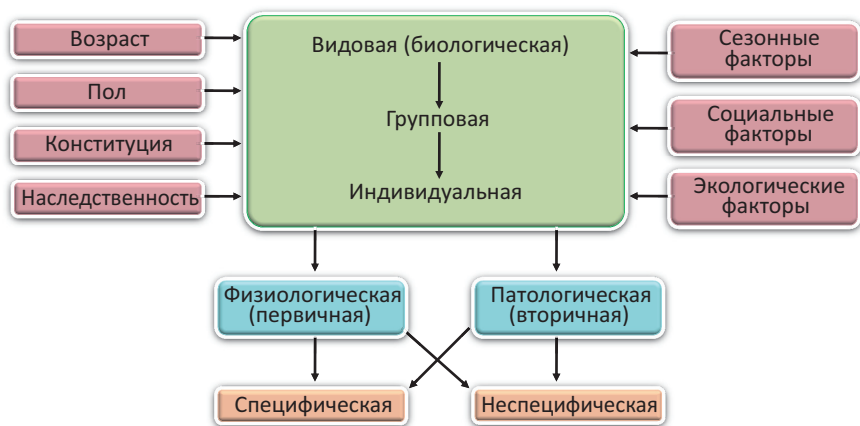 Возраст
Пол
Конституция
Наследственность
Видовая (биологическая)
Групповая
Индивидуальная
Сезонные
факторы
Социальные
факторы
Экологические
факторы
Физиологическая
(первичная)
Патологическая
(вторичная)
Специфическая
Неспецифическая